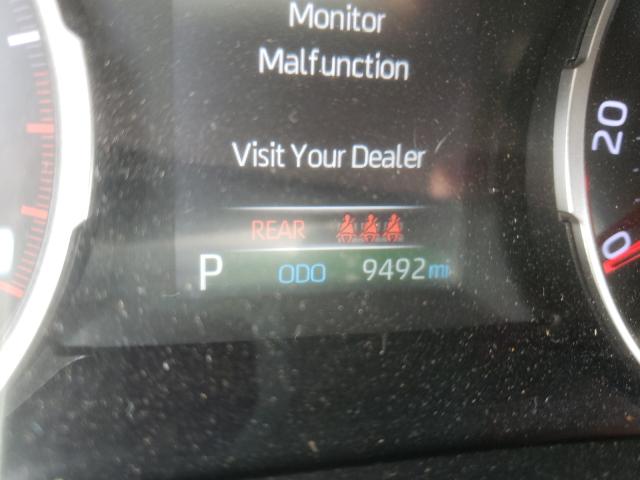 Monitor
Malfunction
Visit Your Dealer
REAR
P ODO 9492 mi
20
0